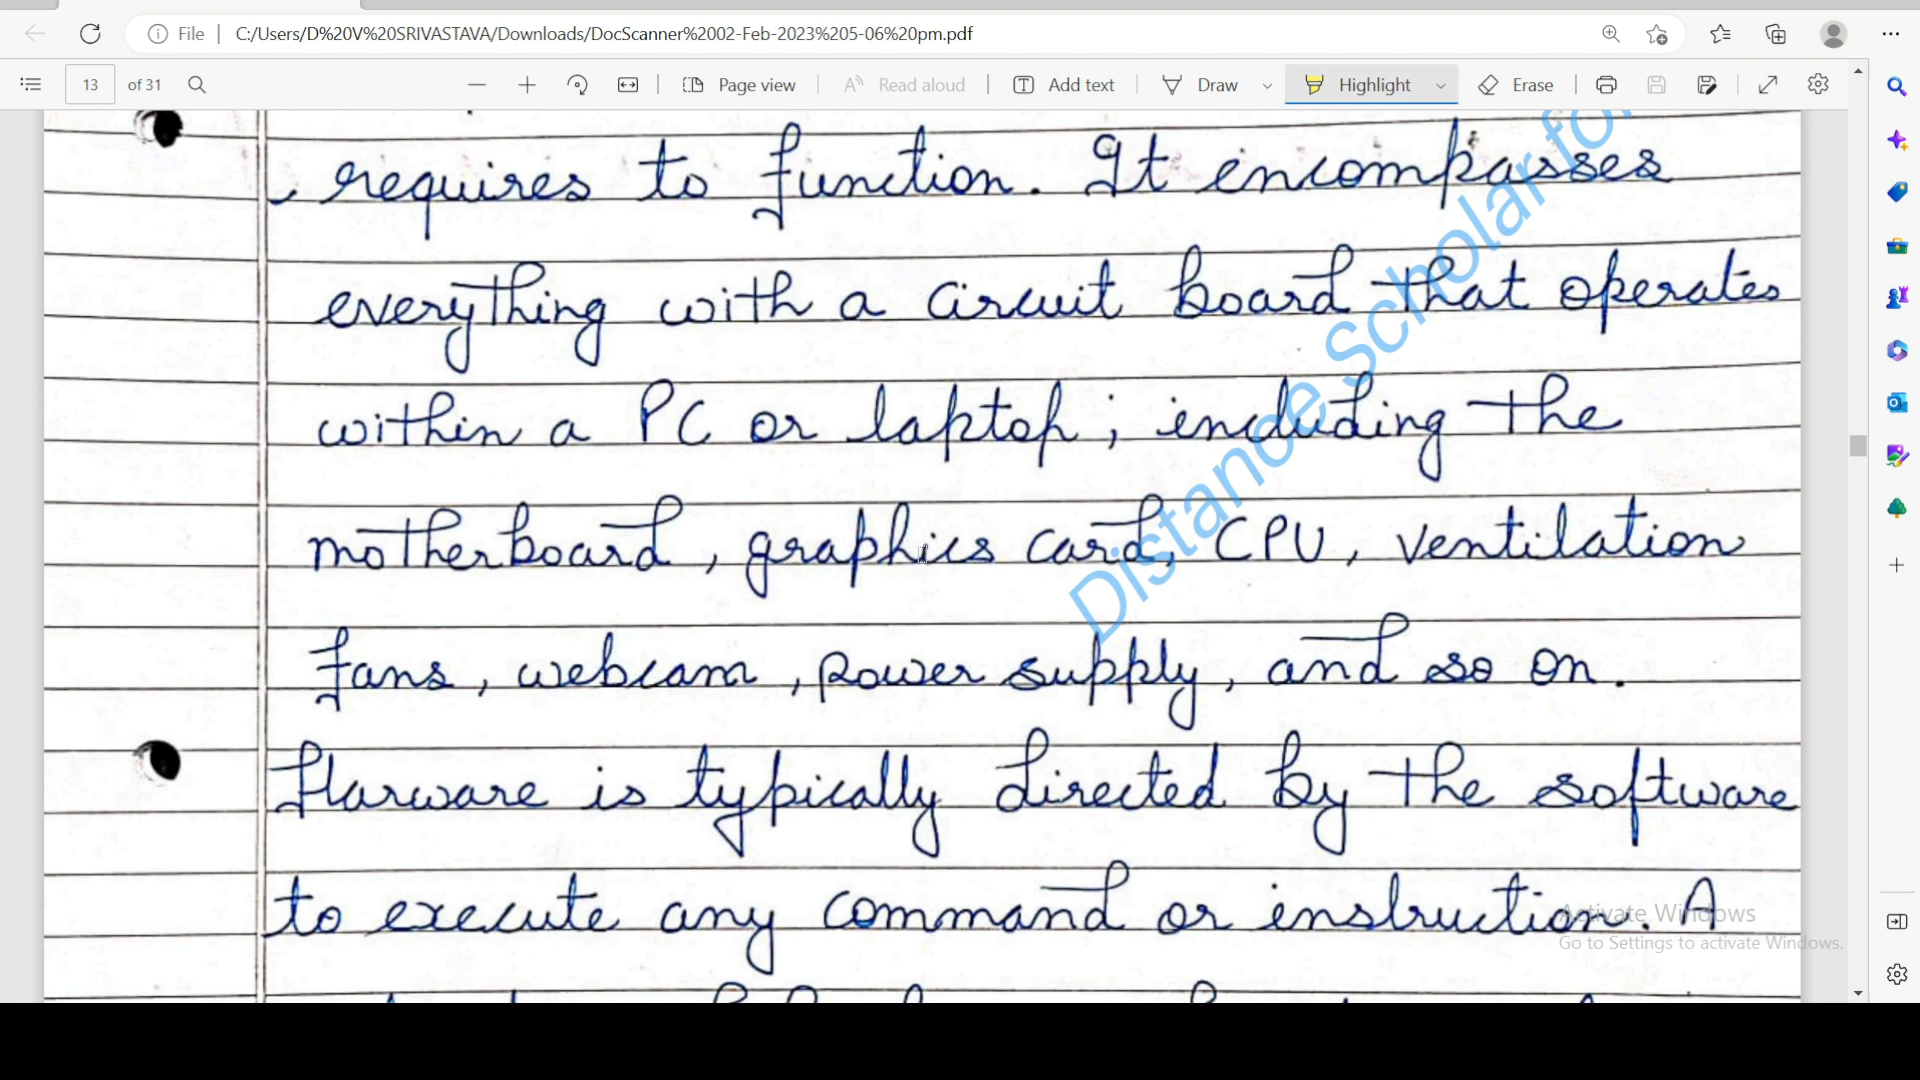 File
C:/Users/D%20V%20SRIVASTAVA/Downloads/DocScanner%2002-Feb-2023%205-06%20pm.pdf
13 of 31 Page view Read aloud Add text Draw Highlight Erase
requires to function. It encompasses
everything with a circuit board that operates
within a PC or laptop; including the
motherboard, graphics card, CPU, ventilation
fans, webcam, power supply, and so on.
Harware is typically directed by the software
to execute any command or instruction. A
Distance Scholar fo
Activate Windows
Go to Settings to activate Windows.